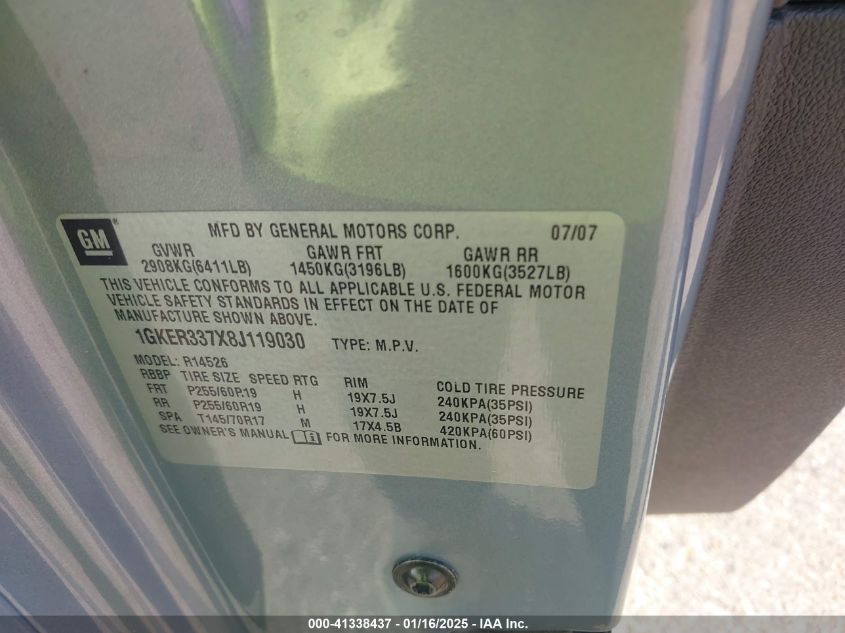 GM
MFD BY GENERAL MOTORS CORP. 07/07
GVWR GAWR FRT GAWR RR
2908KG(6411LB) 1450KG(3196LB) 1600KG(3527LB)
THIS VEHICLE CONFORMS TO ALL APPLICABLE U.S. FEDERAL MOTOR
VEHICLE SAFETY STANDARDS IN EFFECT ON THE DATE OF
MANUFACTURE SHOWN ABOVE.
1GKER337X8J119030 TYPE: M.P.V.
MODEL: R14526
RBBP TIRE SIZE SPEED RTG RIM COLD TIRE PRESSURE
FRT P255/60R19 H 19X7.5J 240KPA(35PSI)
RR P255/60R19 H 19X7.5J 240KPA(35PSI)
SPA T145/70R17 M 17X4.5B 420KPA(60PSI)
SEE OWNER'S MANUAL FOR MORE INFORMATION.
000-41338437 - 01/16/2025 - IAA Inc.